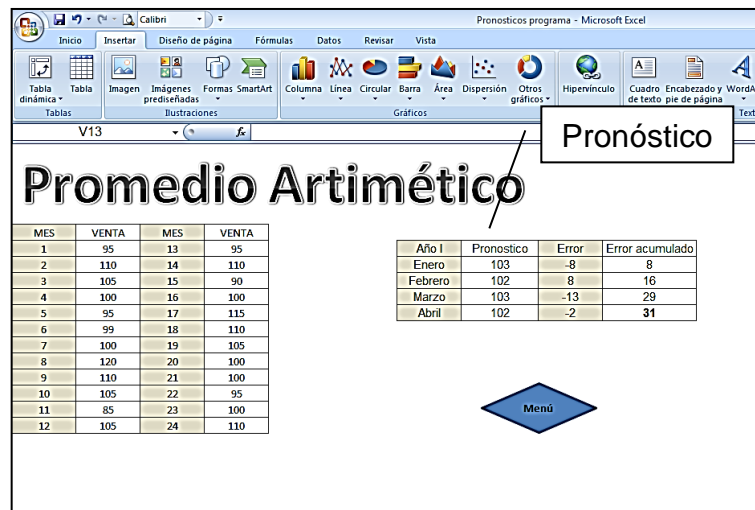 Calibri
Pronosticos programa - Microsoft Excel
Inicio Insertar Diseño de página Fórmulas Datos Revisar Vista
Tabla dinámica Tabla Imagen Imágenes prediseñadas Formas SmartArt Columna Línea Circular Barra Área Dispersión Otros gráficos Hipervínculo Cuadro de texto Encabezado y pie de página WordA
Tablas Ilustraciones Gráficos Text
V13 fx
Pronóstico
Promedio Artimético
MES VENTA MES VENTA
1 95 13 95
2 110 14 110
3 105 15 90
4 100 16 100
5 95 17 115
6 99 18 110
7 100 19 105
8 120 20 100
9 110 21 100
10 105 22 95
11 85 23 100
12 105 24 110
Año I Pronostico Error Error acumulado
Enero 103 -8 8
Febrero 102 8 16
Marzo 103 -13 29
Abril 102 -2 31
Menú